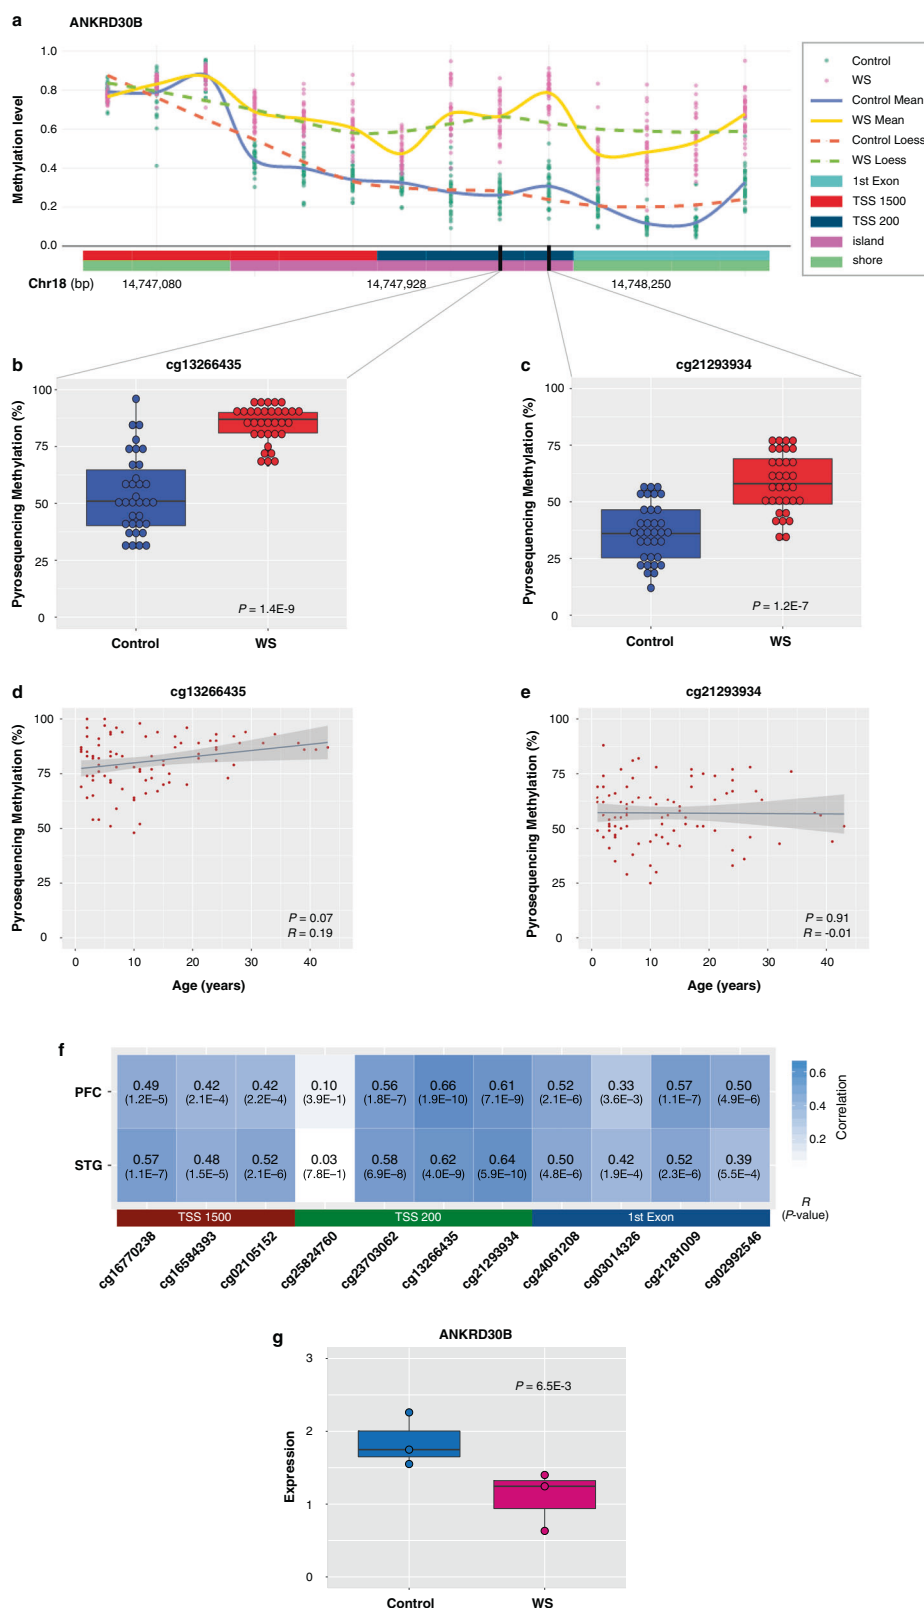 a
ANKRD30B
1.0
0.8
0.6
0.4
0.2
0.0
Methylation level
Control
WS
Control Mean
WS Mean
Control Loess
WS Loess
1st Exon
TSS 1500
TSS 200
island
shore
Chr18 (bp) 14,747,080 14,747,928 14,748,250
b
cg13266435
100
75
50
25
0
Pyrosequencing Methylation (%)
P = 1.4E-9
Control WS
c
cg21293934
100
75
50
25
0
Pyrosequencing Methylation (%)
P = 1.2E-7
Control WS
d
cg13266435
100
75
50
25
0
Pyrosequencing Methylation (%)
P = 0.07
R = 0.19
0 10 20 30 40
Age (years)
e
cg21293934
100
75
50
25
0
Pyrosequencing Methylation (%)
P = 0.91
R = -0.01
0 10 20 30 40
Age (years)
f
PFC 0.49 0.42 0.42 0.10 0.56 0.66 0.61 0.52 0.33 0.57 0.50
(1.2E–5) (2.1E–4) (2.2E–4) (3.9E–1) (1.8E–7) (1.9E–10) (7.1E–9) (2.1E–6) (3.6E–3) (1.1E–7) (4.9E–6)
STG 0.57 0.48 0.52 0.03 0.58 0.62 0.64 0.50 0.42 0.52 0.39
(1.1E–7) (1.5E–5) (2.1E–6) (7.8E–1) (6.9E–8) (4.0E–9) (5.9E–10) (4.8E–6) (1.9E–4) (2.3E–6) (5.5E–4)
TSS 1500 TSS 200 1st Exon
cg16770238 cg16584393 cg02105152 cg25824760 cg23703062 cg13266435 cg21293934 cg24061208 cg03014326 cg21281009 cg02992546
0.6
0.4
0.2
Correlation
R
(P-value)
g
ANKRD30B
3
2
1
0
Expression
P = 6.5E-3
Control WS